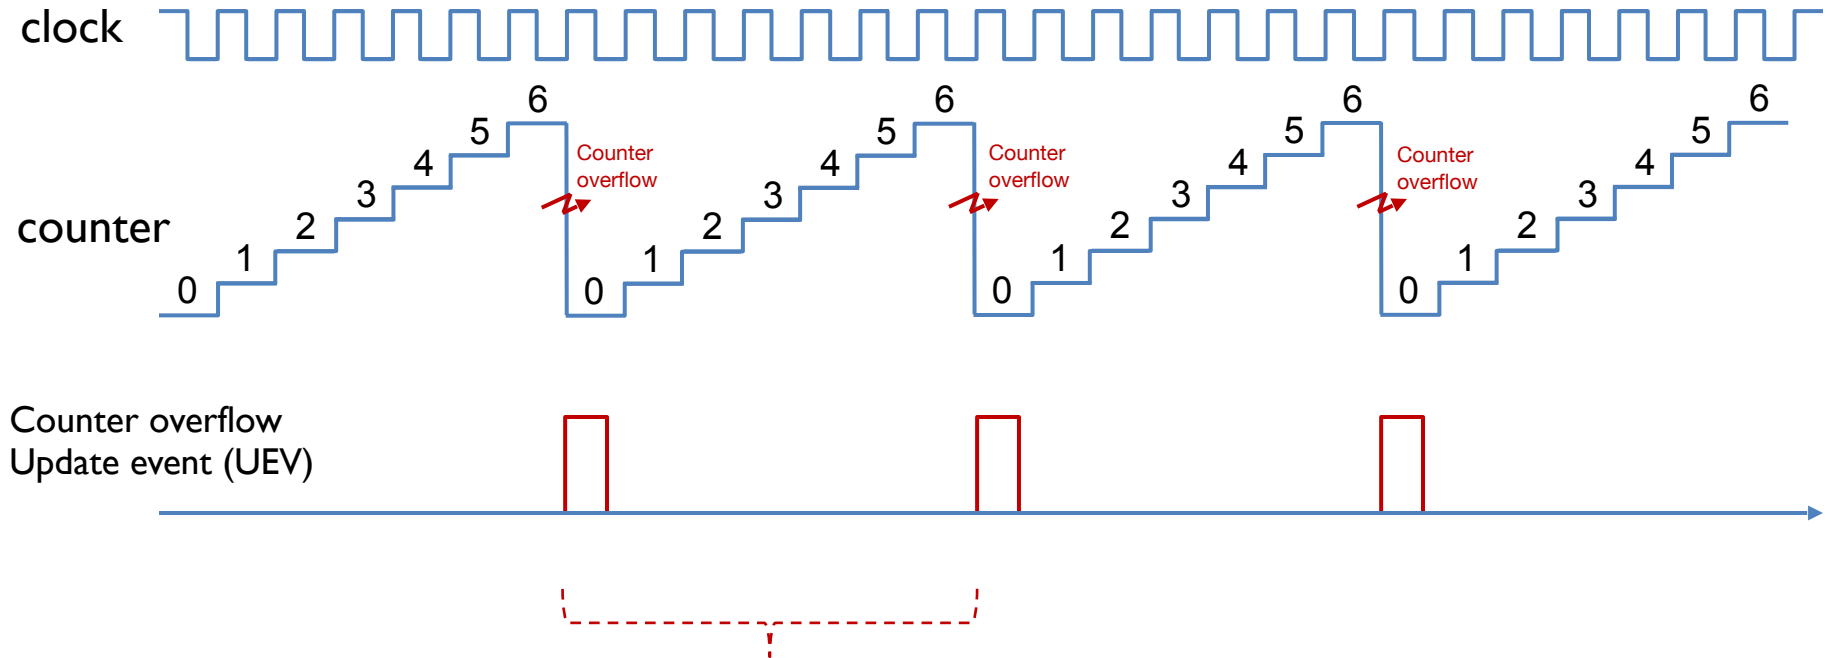 clock
6 6 6 6
5 5 5 5
Counter Counter Counter
overflow overflow overflow
4 4 4 4
3 3 3 3
counter
2 2 2 2
1 1 1 1
0 0 0 0
Counter overflow
Update event (UEV)